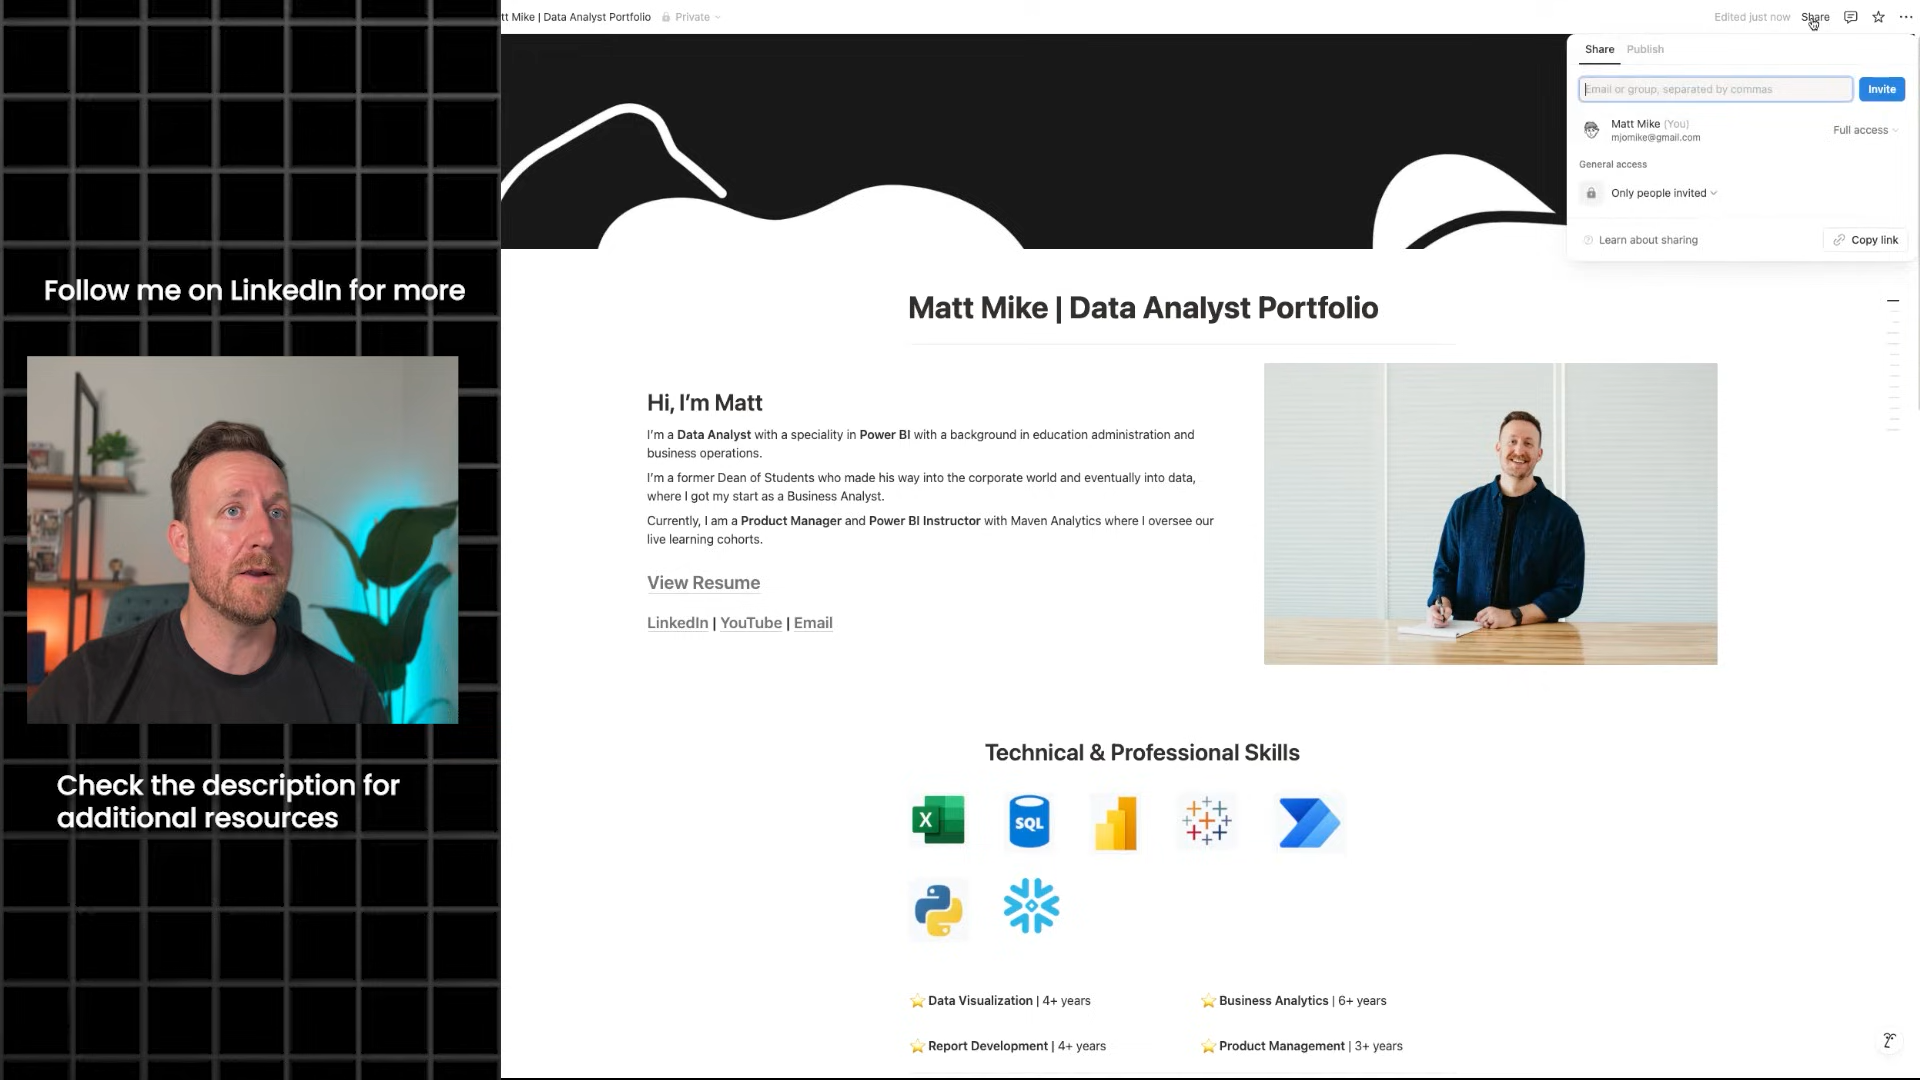 tt Mike | Data Analyst Portfolio
Private
Edited just now
Share
Share
Publish
Email or group, separated by commas
Invite
Matt Mike (You)
mjomike@gmail.com
Full access
General access
Only people invited
Learn about sharing
Copy link
Follow me on LinkedIn for more
Check the description for
additional resources
Matt Mike | Data Analyst Portfolio
Hi, I'm Matt
I'm a Data Analyst with a speciality in Power BI with a background in education administration and
business operations.
I'm a former Dean of Students who made his way into the corporate world and eventually into data,
where I got my start as a Business Analyst.
Currently, I am a Product Manager and Power BI Instructor with Maven Analytics where I oversee our
live learning cohorts.
View Resume
LinkedIn | YouTube | Email
Technical & Professional Skills
X
SQL
Data Visualization | 4+ years
Business Analytics | 6+ years
Report Development | 4+ years
Product Management | 3+ years